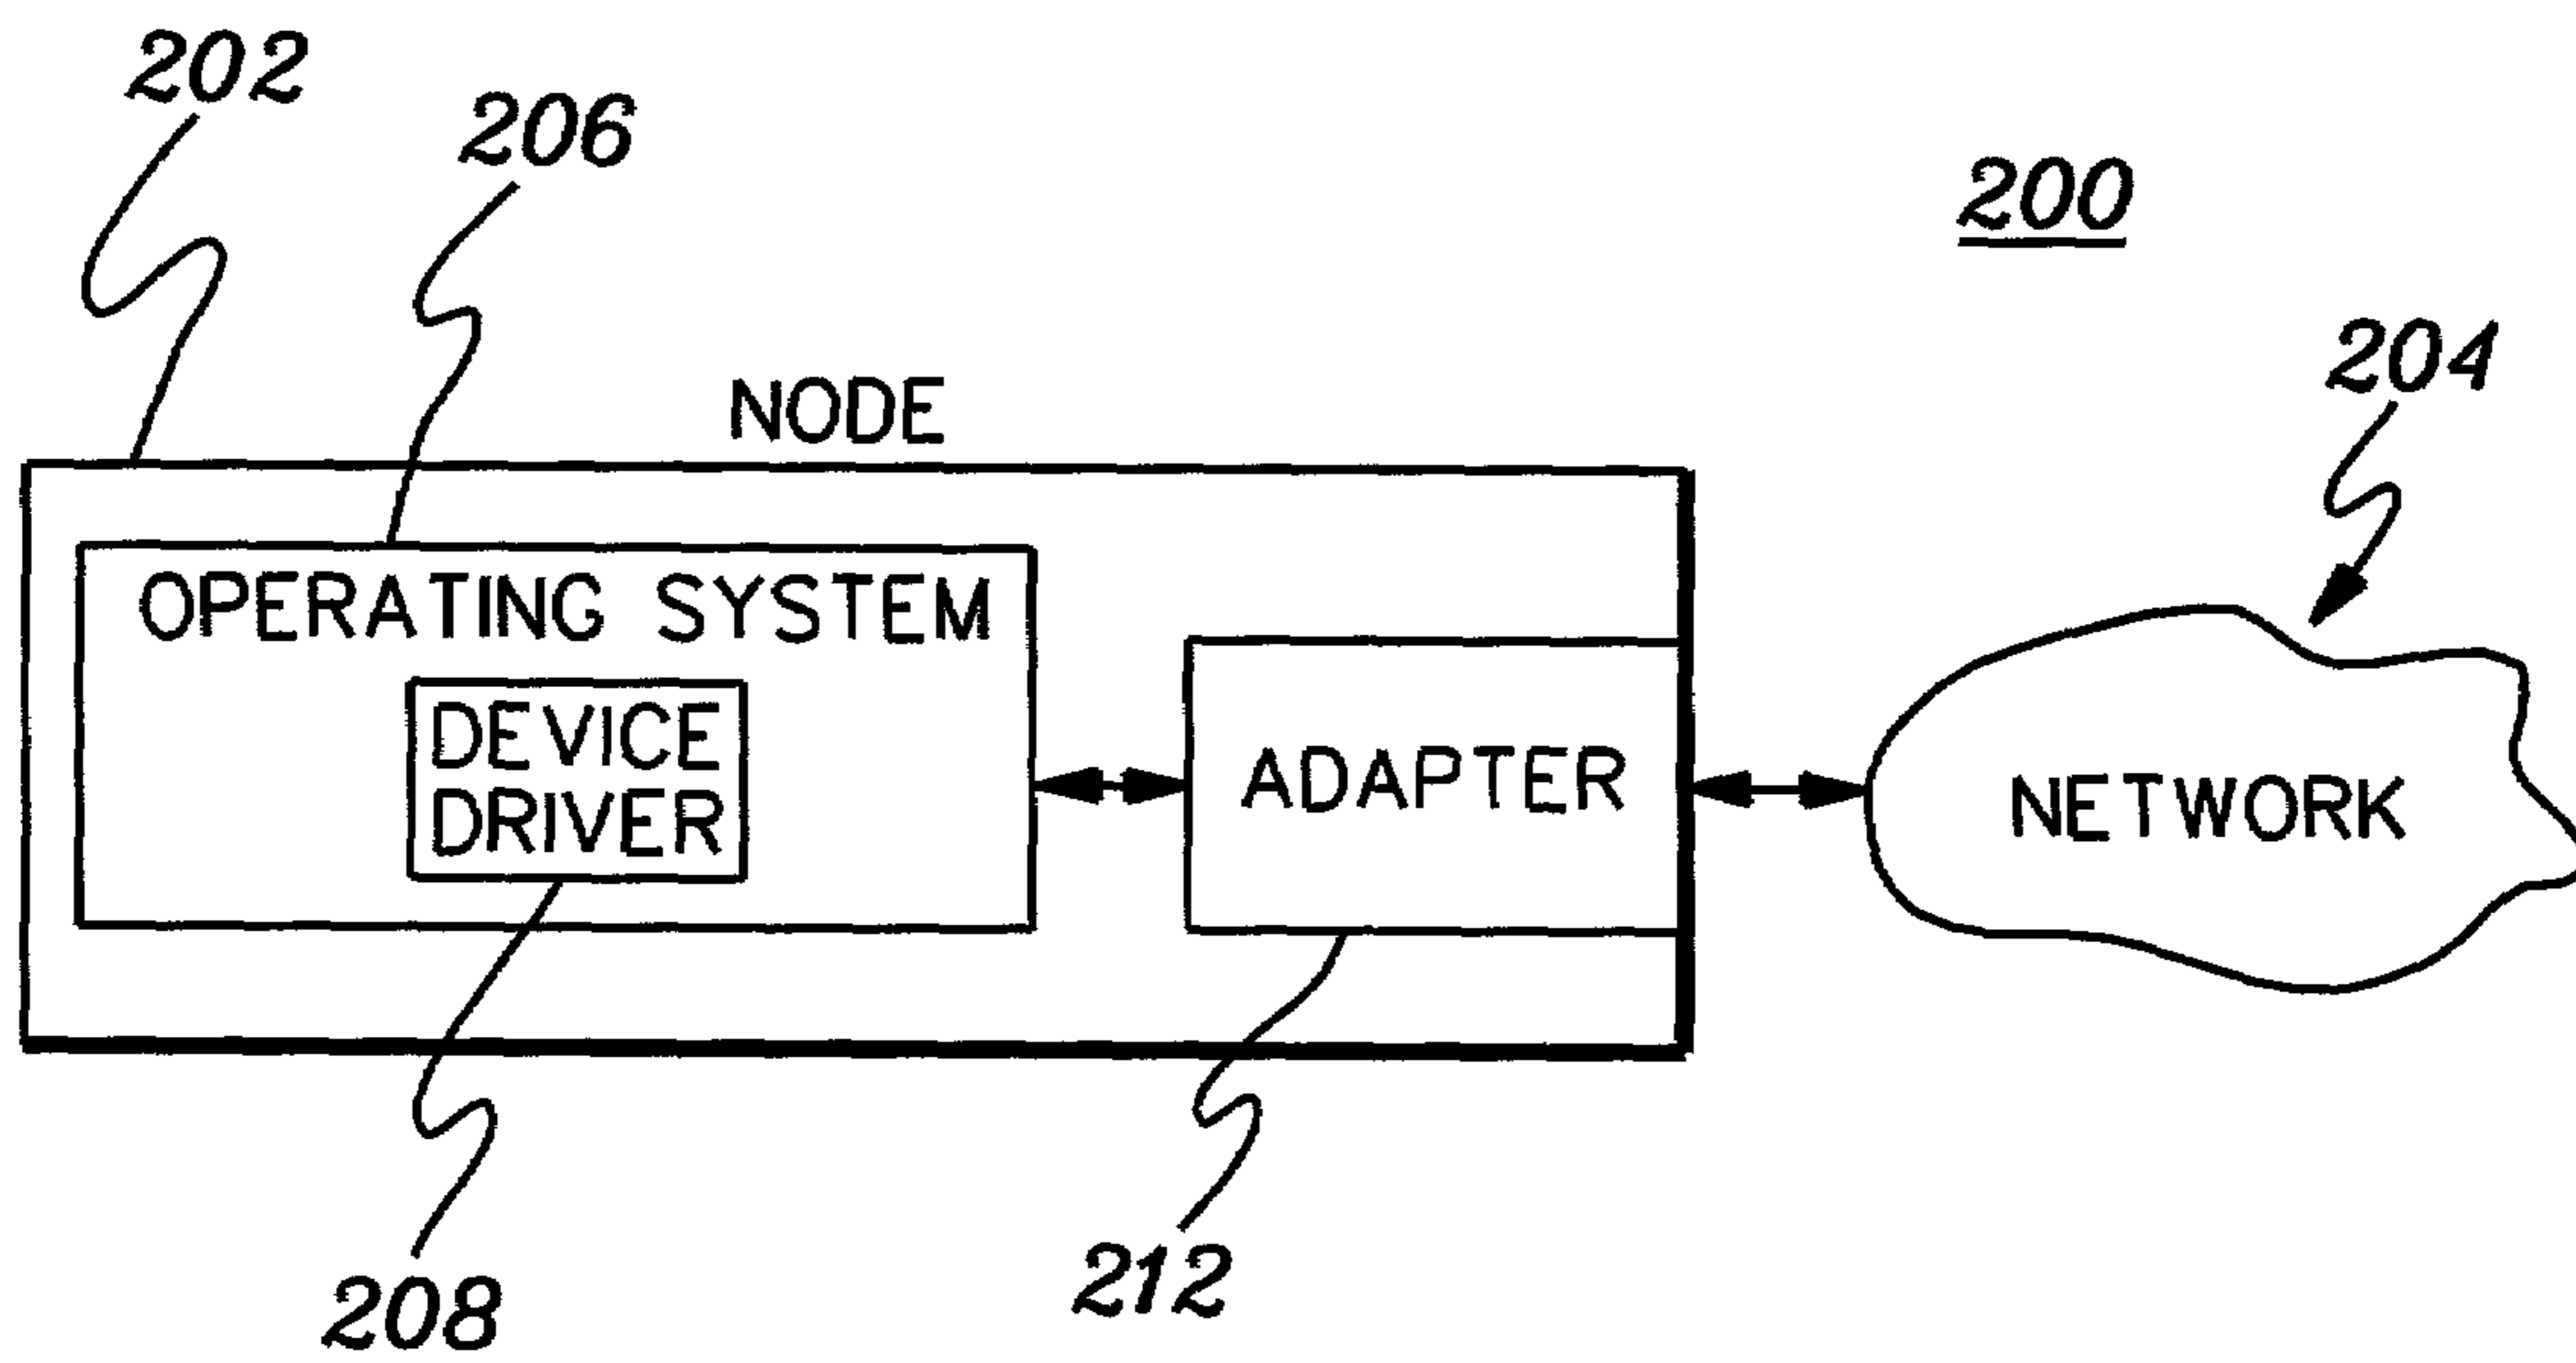 202
206
200
204
NODE
OPERATING SYSTEM
DEVICE
DRIVER
ADAPTER
NETWORK
208
212